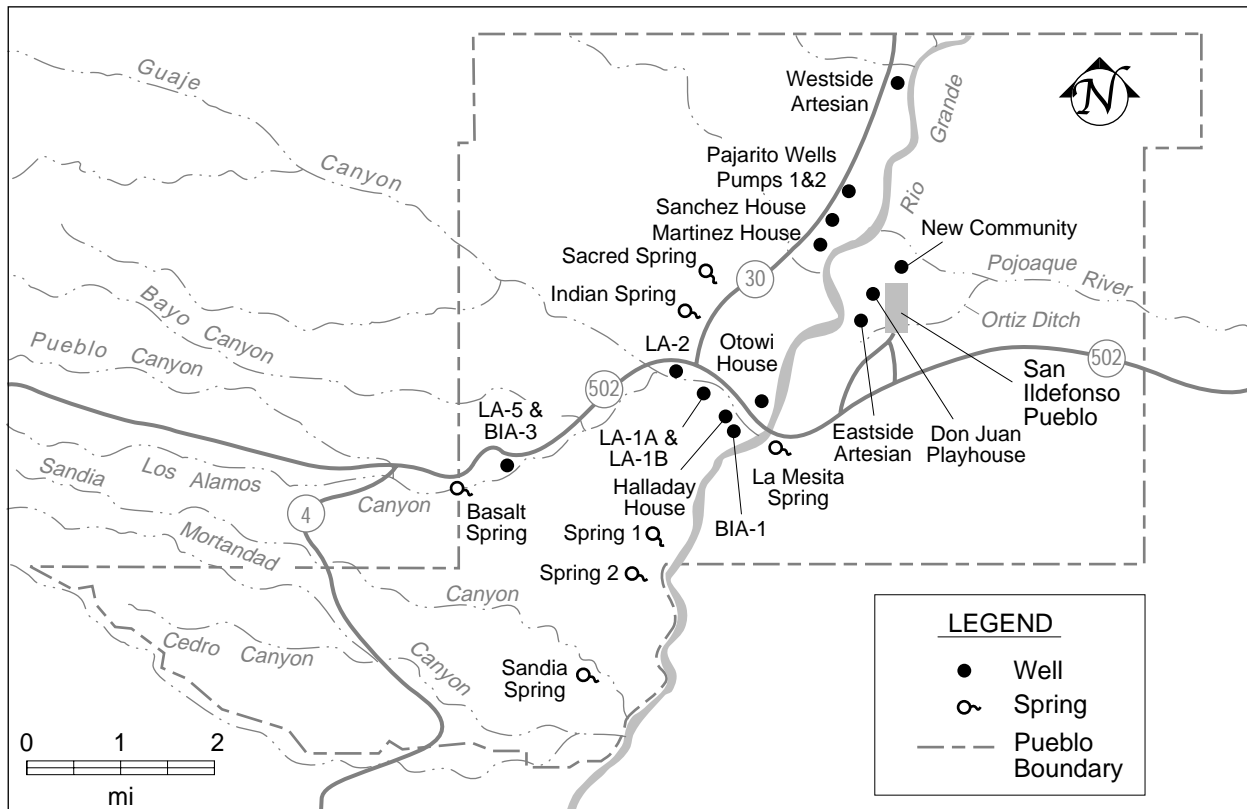 Guaje
Canyon
Westside
Artesian
N
Grande
Rio
Pajarito Wells
Pumps 1&2
Sanchez House
Martinez House
New Community
Sacred Spring
30
Pojoaque
River
Indian Spring
Ortiz Ditch
Bayo Canyon
Pueblo Canyon
LA-2
Otowi
House
502
502
San
Ildefonso
Pueblo
LA-5 &
BIA-3
LA-1A &
LA-1B
Eastside
Artesian
Don Juan
Playhouse
Sandia
Los Alamos
Canyon
Halladay
House
La Mesita
Spring
Basalt
Spring
4
BIA-1
Mortandad
Spring 1
Spring 2
Canyon
Cedro Canyon
Canyon
Sandia
Spring
LEGEND
Well
Spring
Pueblo
Boundary
0 1 2
mi